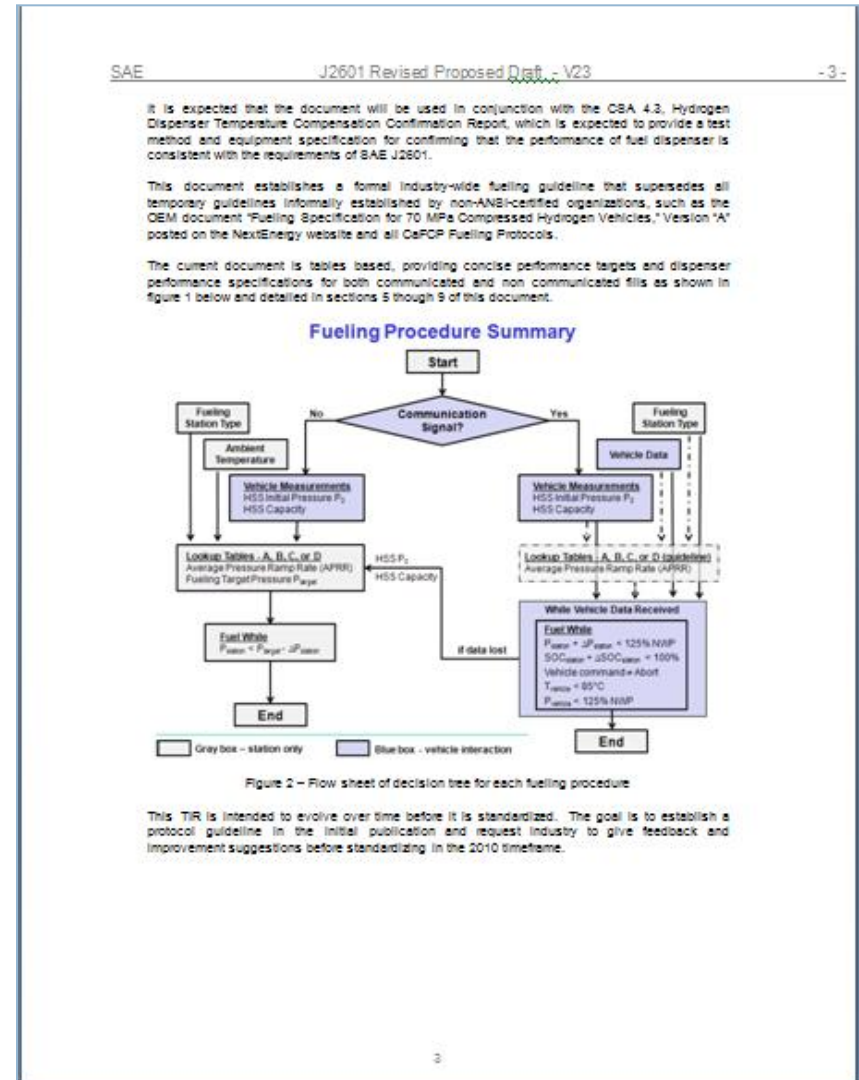 SAE J2601 Revised Proposed Draft - V23 - 3 -
It is expected that the document will be used in conjunction with the CSA 4.3, Hydrogen
Dispenser Temperature Compensation Confirmation Report, which is expected to provide a test
method and equipment specification for confirming that the performance of fuel dispenser is
consistent with the requirements of SAE J2601.
This document establishes a formal industry-wide fueling guideline that supersedes all
temporary guidelines informally established by non-ANSI-certified organizations, such as the
OEM document "Fueling Specification for 70 MPa Compressed Hydrogen Vehicles," Version "A"
posted on the NextEnergy website and all CaFCP Fueling Protocols.
The current document is tables based, providing concise performance targets and dispenser
performance specifications for both communicated and non communicated fills as shown in
figure 1 below and detailed in sections 5 though 9 of this document.
Fueling Procedure Summary
Start
Communication
Signal?
No
Yes
Fueling
Station Type
Ambient
Temperature
Vehicle Measurements
HSS Initial Pressure P₀
HSS Capacity
Lookup Tables - A, B, C, or D
Average Pressure Ramp Rate (APRR)
Fueling Target Pressure Ptarget
Fuel While
Pstation < Ptarget - ΔPstation
End
HSS P₀
HSS Capacity
if data lost
Fueling
Station Type
Vehicle Data
Vehicle Measurements
HSS Initial Pressure P₀
HSS Capacity
Lookup Tables - A, B, C, or D (guideline)
Average Pressure Ramp Rate (APRR)
While Vehicle Data Received
Fuel While
Pstation + ΔPstation < 125% NWP
SOCstation + ΔSOCstation < 100%
Vehicle command ≠ Abort
Tvehicle < 85°C
Pvehicle < 125% NWP
End
Gray box – station only
Blue box - vehicle interaction
Figure 2 – Flow sheet of decision tree for each fueling procedure
This TIR is intended to evolve over time before it is standardized. The goal is to establish a
protocol guideline in the initial publication and request industry to give feedback and
improvement suggestions before standardizing in the 2010 timeframe.
3